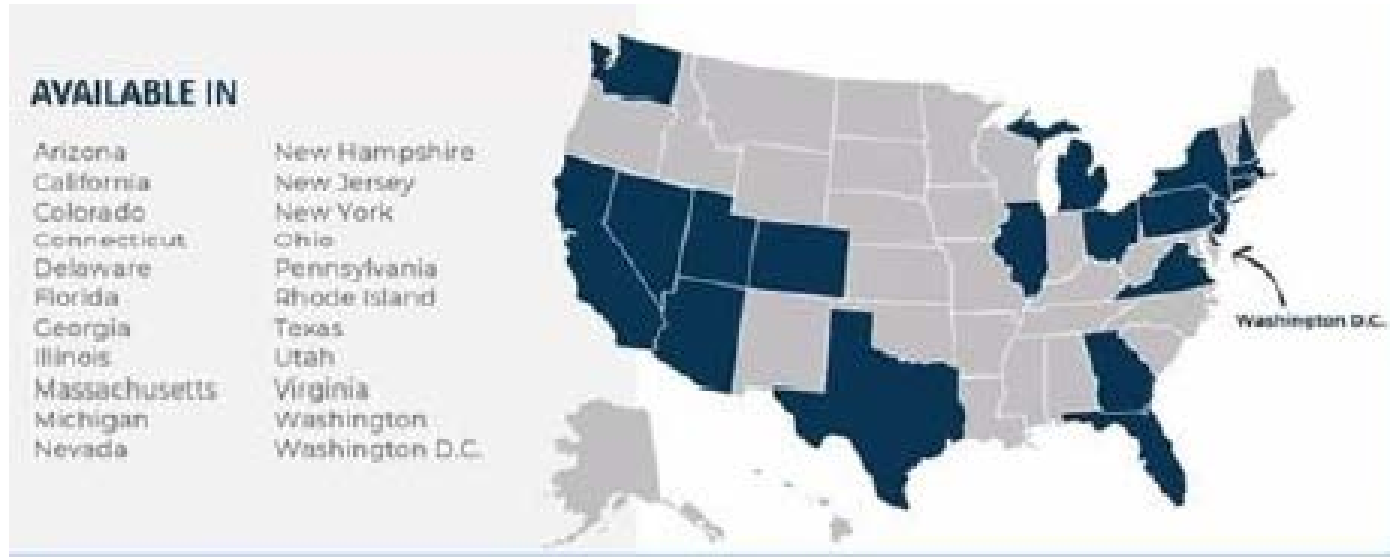 AVAILABLE IN
Arizona
California
Colorado
Connecticut
Delaware
Florida
Georgia
Illinois
Massachusetts
Michigan
Nevada
New Hampshire
New Jersey
New York
Ohio
Pennsylvania
Rhode Island
Texas
Utah
Virginia
Washington
Washington D.C.
Washington D.C.